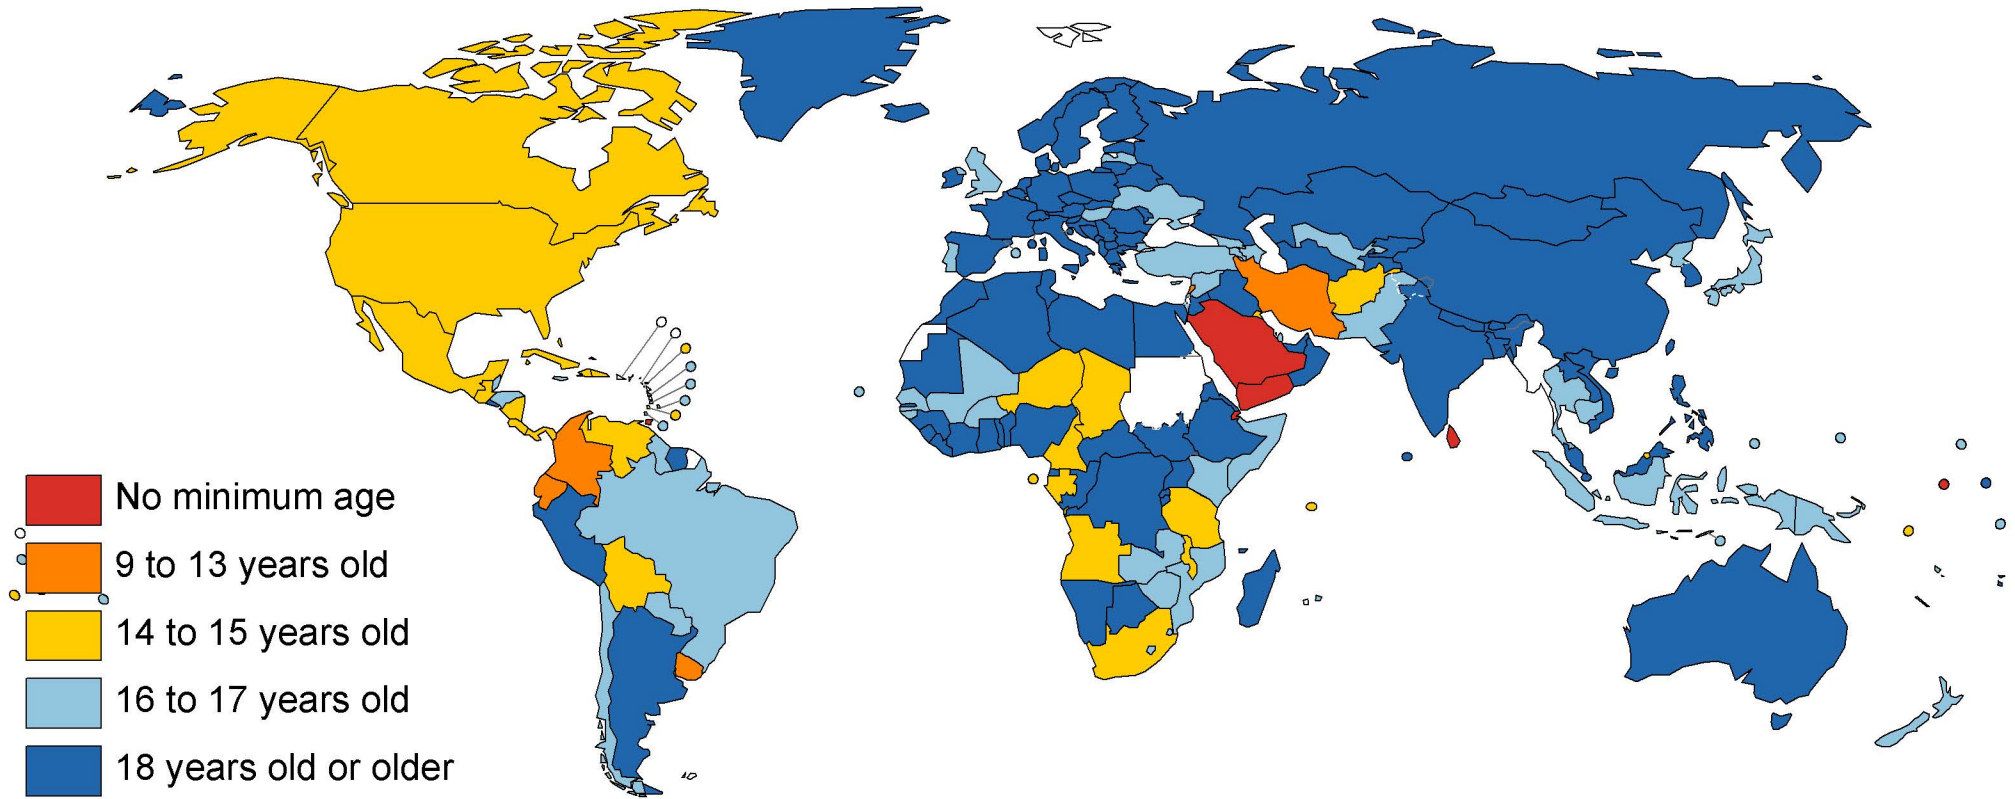 No minimum age
9 to 13 years old
14 to 15 years old
16 to 17 years old
18 years old or older